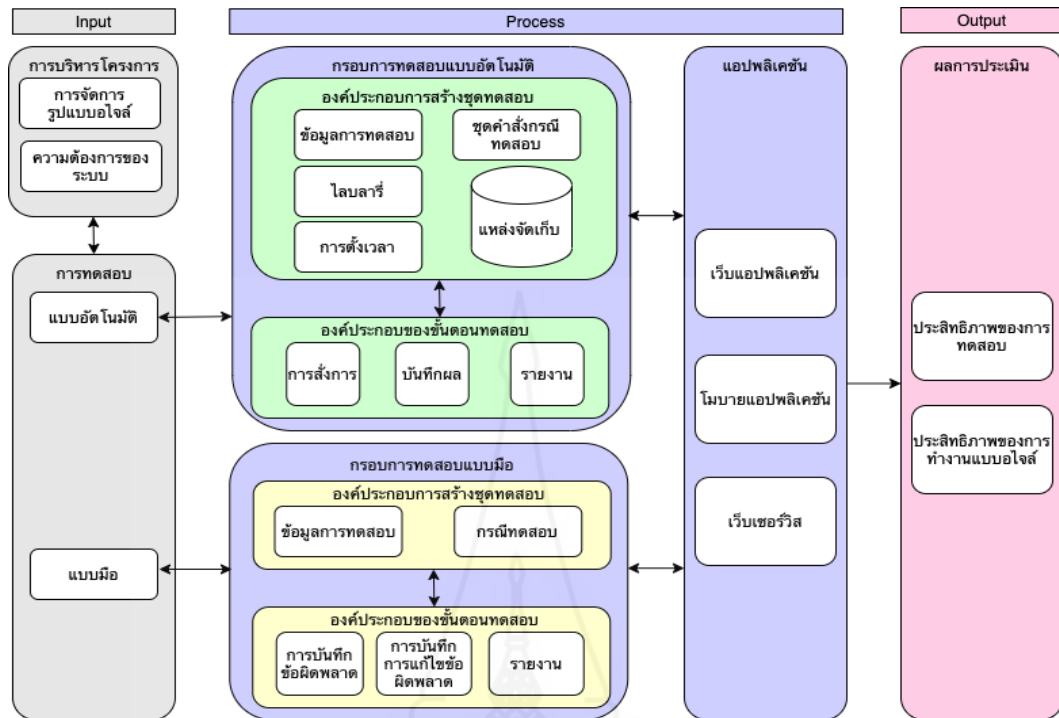 Input
Process
Output
การบริหารโครงการ
การจัดการ
รูปแบบอไจล์
ความต้องการของ
ระบบ
การทดสอบ
แบบอัตโนมัติ
แบบมือ
กรอบการทดสอบแบบอัตโนมัติ
องค์ประกอบการสร้างชุดทดสอบ
ข้อมูลการทดสอบ
ชุดคำสั่งกรณี
ทดสอบ
ไลบลารี่
แหล่งจัดเก็บ
การตั้งเวลา
องค์ประกอบของขั้นตอนทดสอบ
การสั่งการ
บันทึกผล
รายงาน
กรอบการทดสอบแบบมือ
องค์ประกอบการสร้างชุดทดสอบ
ข้อมูลการทดสอบ
กรณีทดสอบ
องค์ประกอบของขั้นตอนทดสอบ
การบันทึก
ข้อผิดพลาด
การบันทึก
การแก้ไขข้อ
ผิดพลาด
รายงาน
แอปพลิเคชัน
เว็บแอปพลิเคชัน
โมบายแอปพลิเคชัน
เว็บเซอร์วิส
ผลการประเมิน
ประสิทธิภาพของการ
ทดสอบ
ประสิทธิภาพของการ
ทำงานแบบอไจล์